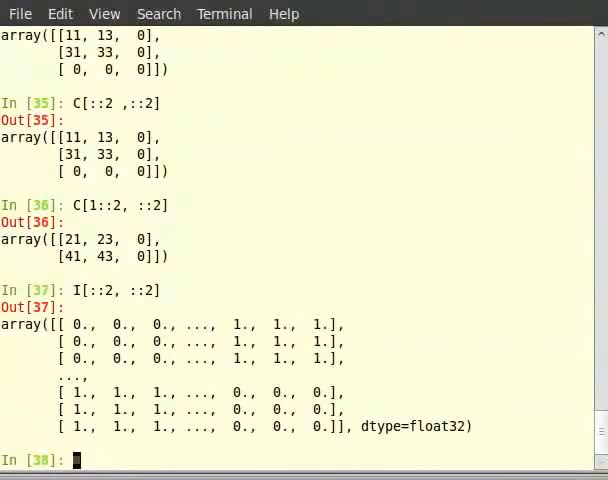 File Edit View Search Terminal Help
array([[11, 13,  0],
       [31, 33,  0],
       [ 0,  0,  0]])
In [35]: C[::2 ,::2]
Out[35]:
array([[11, 13,  0],
       [31, 33,  0],
       [ 0,  0,  0]])
In [36]: C[1::2, ::2]
Out[36]:
array([[21, 23,  0],
       [41, 43,  0]])
In [37]: I[::2, ::2]
Out[37]:
array([[ 0.,  0.,  0., ...,  1.,  1.,  1.],
       [ 0.,  0.,  0., ...,  1.,  1.,  1.],
       [ 0.,  0.,  0., ...,  1.,  1.,  1.],
       ...,
       [ 1.,  1.,  1., ...,  0.,  0.,  0.],
       [ 1.,  1.,  1., ...,  0.,  0.,  0.],
       [ 1.,  1.,  1., ...,  0.,  0.,  0.]], dtype=float32)
In [38]: